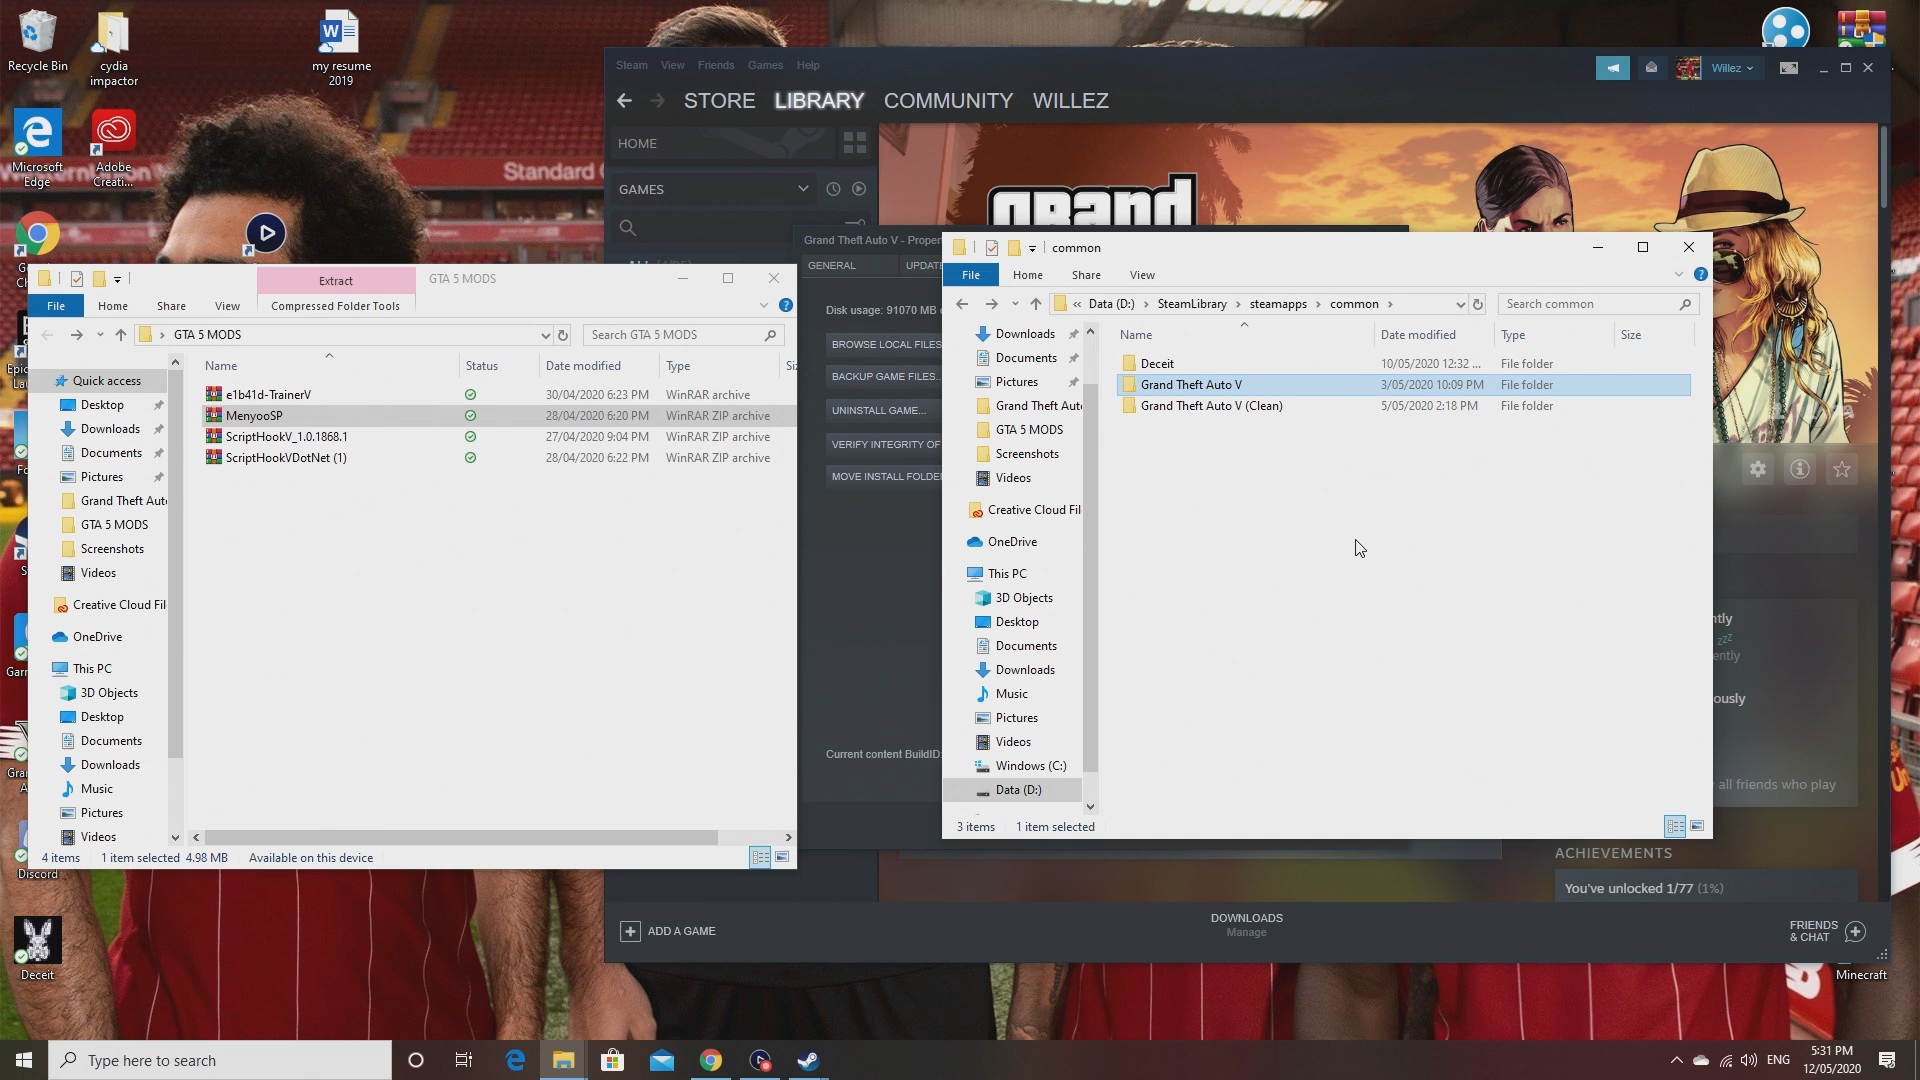 Recycle Bin
cydia
impactor
my resume
2019
Microsoft
Edge
Adobe
Creati...
Standard C
Steam View Friends Games Help
Willez
STORE LIBRARY COMMUNITY WILLEZ
HOME
GAMES
Grand
Grand Theft Auto V - Proper
GENERAL
UPDATE
Disk usage: 91070 MB
BROWSE LOCAL FILES
BACKUP GAME FILES...
UNINSTALL GAME...
VERIFY INTEGRITY OF
MOVE INSTALL FOLDE
Current content BuildID:
Extract
GTA 5 MODS
File
Home
Share
View
Compressed Folder Tools
GTA 5 MODS
Search GTA 5 MODS
Name
Status
Date modified
Type
Si
e1b41d-TrainerV 30/04/2020 6:23 PM WinRAR archive
MenyooSP 28/04/2020 6:20 PM WinRAR ZIP archive
ScriptHookV_1.0.1868.1 27/04/2020 9:04 PM WinRAR ZIP archive
ScriptHookVDotNet (1) 28/04/2020 6:22 PM WinRAR ZIP archive
Quick access
Desktop
Downloads
Documents
Pictures
Grand Theft Aut
GTA 5 MODS
Screenshots
Videos
Creative Cloud Fil
OneDrive
This PC
3D Objects
Desktop
Documents
Downloads
Music
Pictures
Videos
4 items 1 item selected 4.98 MB Available on this device
common
File
Home
Share
View
« Data (D:) › SteamLibrary › steamapps › common ›
Search common
Name
Date modified
Type
Size
Deceit 10/05/2020 12:32 ... File folder
Grand Theft Auto V 3/05/2020 10:09 PM File folder
Grand Theft Auto V (Clean) 5/05/2020 2:18 PM File folder
Downloads
Documents
Pictures
Grand Theft Auto
GTA 5 MODS
Screenshots
Videos
Creative Cloud Fil
OneDrive
This PC
3D Objects
Desktop
Documents
Downloads
Music
Pictures
Videos
Windows (C:)
Data (D:)
3 items 1 item selected
ntly
zzz
ently
ously
all friends who play
ACHIEVEMENTS
You've unlocked 1/77 (1%)
ADD A GAME
DOWNLOADS
Manage
FRIENDS
& CHAT
Discord
Deceit
Minecraft
Type here to search
ENG
5:31 PM
12/05/2020